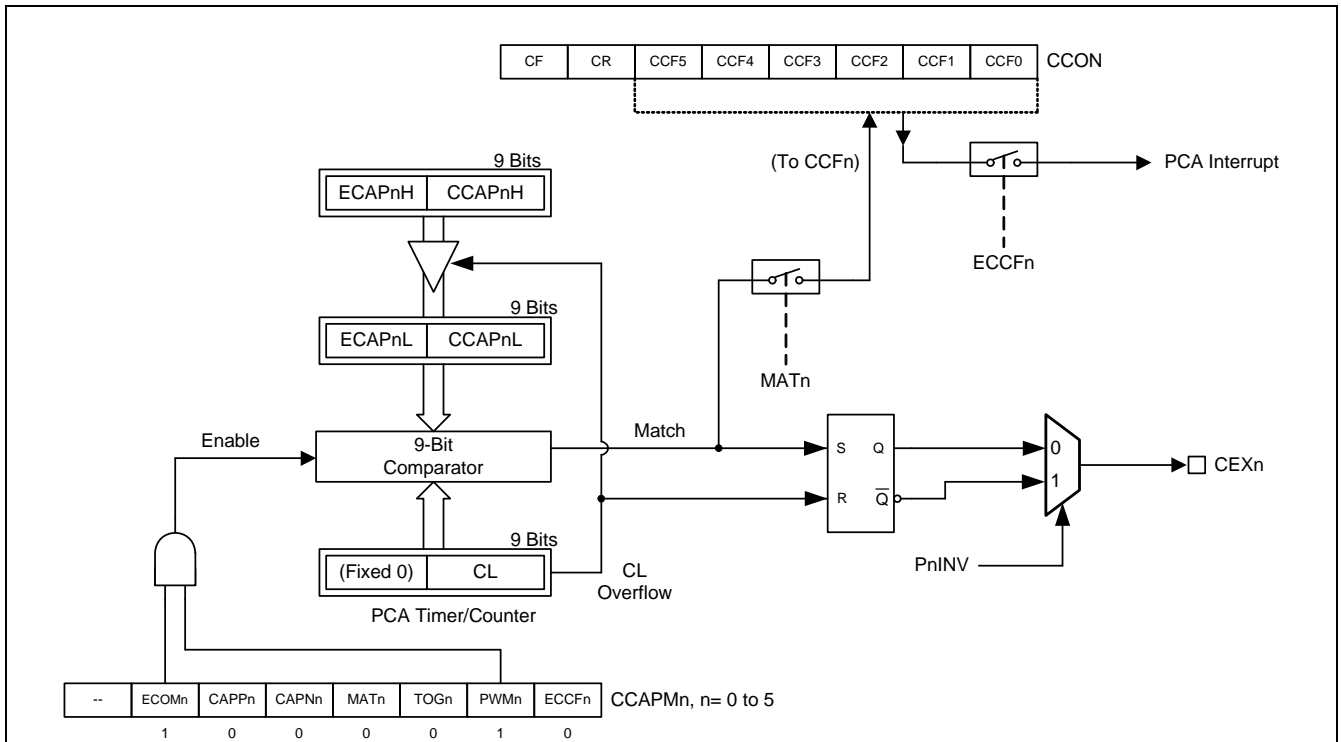 CF CR CCF5 CCF4 CCF3 CCF2 CCF1 CCF0 CCON
(To CCFn)
PCA Interrupt
ECCFn
9 Bits
ECAPnH CCAPnH
9 Bits
ECAPnL CCAPnL
MATn
Enable
9-Bit
Comparator
Match
S Q
R Q
0
1
CEXn
PnINV
9 Bits
(Fixed 0) CL
CL
Overflow
PCA Timer/Counter
-- ECOMn CAPPn CAPNn MATn TOGn PWMn ECCFn CCAPMn, n= 0 to 5
1 0 0 0 0 1 0